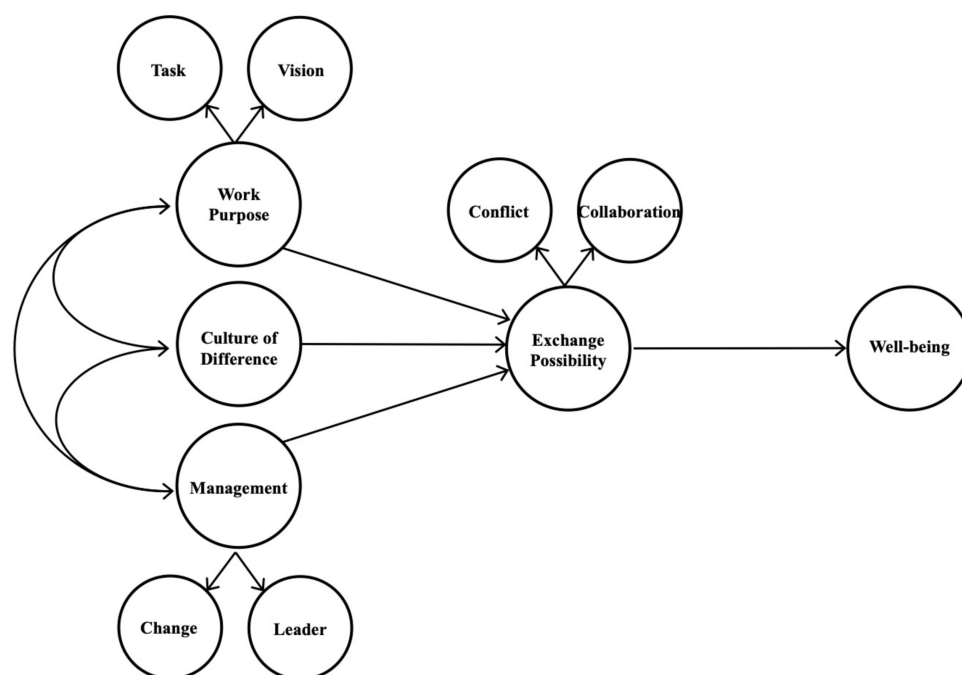 Task
Vision
Work
Purpose
Conflict
Collaboration
Culture of
Difference
Exchange
Possibility
Well-being
Management
Change
Leader